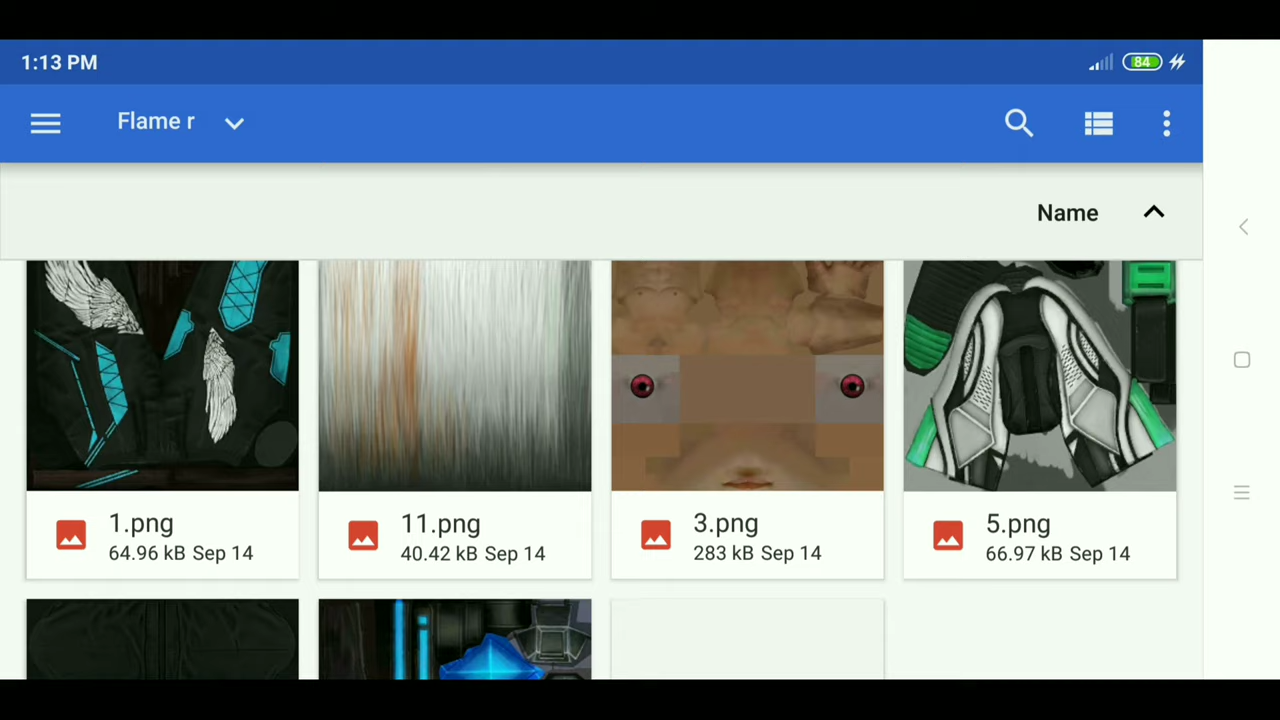 1:13 PM
84
Flame r
Name
1.png
64.96 kB Sep 14
11.png
40.42 kB Sep 14
3.png
283 kB Sep 14
5.png
66.97 kB Sep 14